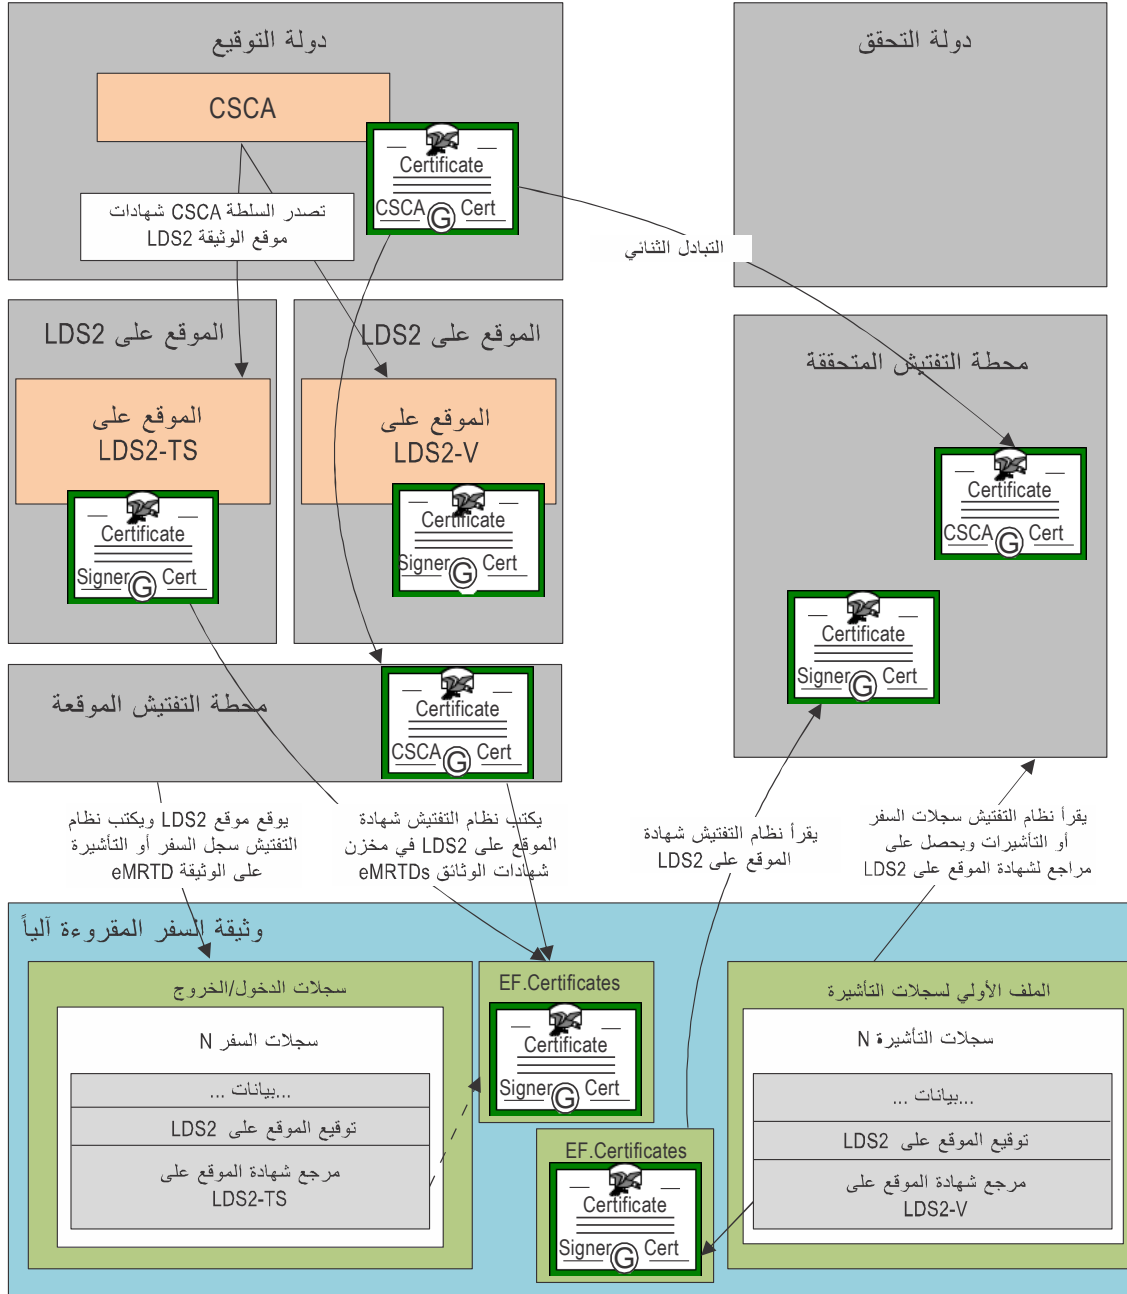 دولة التوقيع
CSCA
Certificate
CSCA G Cert
تصدر السلطة CSCA شهادات
موقع الوثيقة LDS2
دولة التحقق
التبادل الثنائي
الموقع على LDS2
الموقع على
LDS2-TS
Certificate
Signer G Cert
الموقع على LDS2
الموقع على
LDS2-V
Certificate
Signer G Cert
محطة التفتيش المتحققة
Certificate
CSCA G Cert
Certificate
Signer G Cert
محطة التفتيش الموقعة
Certificate
CSCA G Cert
يوقع موقع LDS2 ويكتب نظام
التفتيش سجل السفر أو التأشيرة
على الوثيقة eMRTD
يكتب نظام التفتيش شهادة
الموقع على LDS2 في مخزن
شهادات الوثائق eMRTDs
يقرأ نظام التفتيش شهادة
الموقع على LDS2
يقرأ نظام التفتيش سجلات السفر
أو التأشيرات ويحصل على
مراجع لشهادة الموقع على LDS2
وثيقة السفر المقروءة آلياً
سجلات الدخول/الخروج
سجلات السفر N
...بيانات ...
توقيع الموقع على LDS2
مرجع شهادة الموقع على
LDS2-TS
EF.Certificates
Certificate
Signer G Cert
EF.Certificates
Certificate
Signer G Cert
الملف الأولي لسجلات التأشيرة
سجلات التأشيرة N
...بيانات ...
توقيع الموقع على LDS2
مرجع شهادة الموقع على
LDS2-V